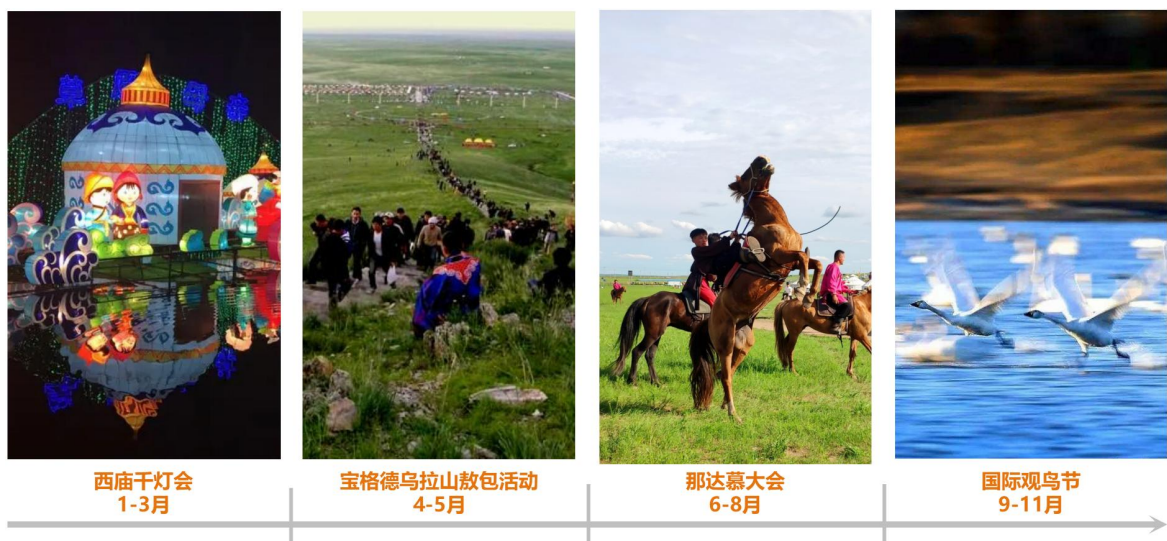 西庙千灯会
1-3月
宝格德乌拉山敖包活动
4-5月
那达慕大会
6-8月
国际观鸟节
9-11月